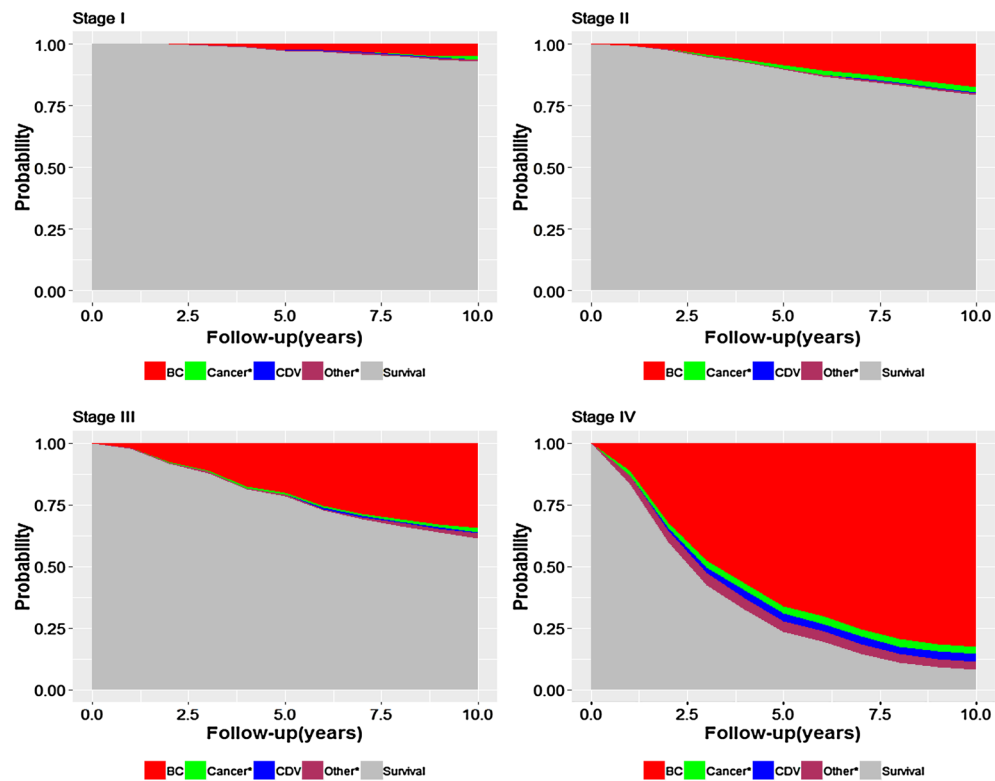 Stage I
1.00
0.75
0.50
0.25
0.00
Probability
0.0 2.5 5.0 7.5 10.0
Follow-up(years)
BC Cancer* CDV Other* Survival
Stage II
1.00
0.75
0.50
0.25
0.00
Probability
0.0 2.5 5.0 7.5 10.0
Follow-up(years)
BC Cancer* CDV Other* Survival
Stage III
1.00
0.75
0.50
0.25
0.00
Probability
0.0 2.5 5.0 7.5 10.0
Follow-up(years)
BC Cancer* CDV Other* Survival
Stage IV
1.00
0.75
0.50
0.25
0.00
Probability
0.0 2.5 5.0 7.5 10.0
Follow-up(years)
BC Cancer* CDV Other* Survival